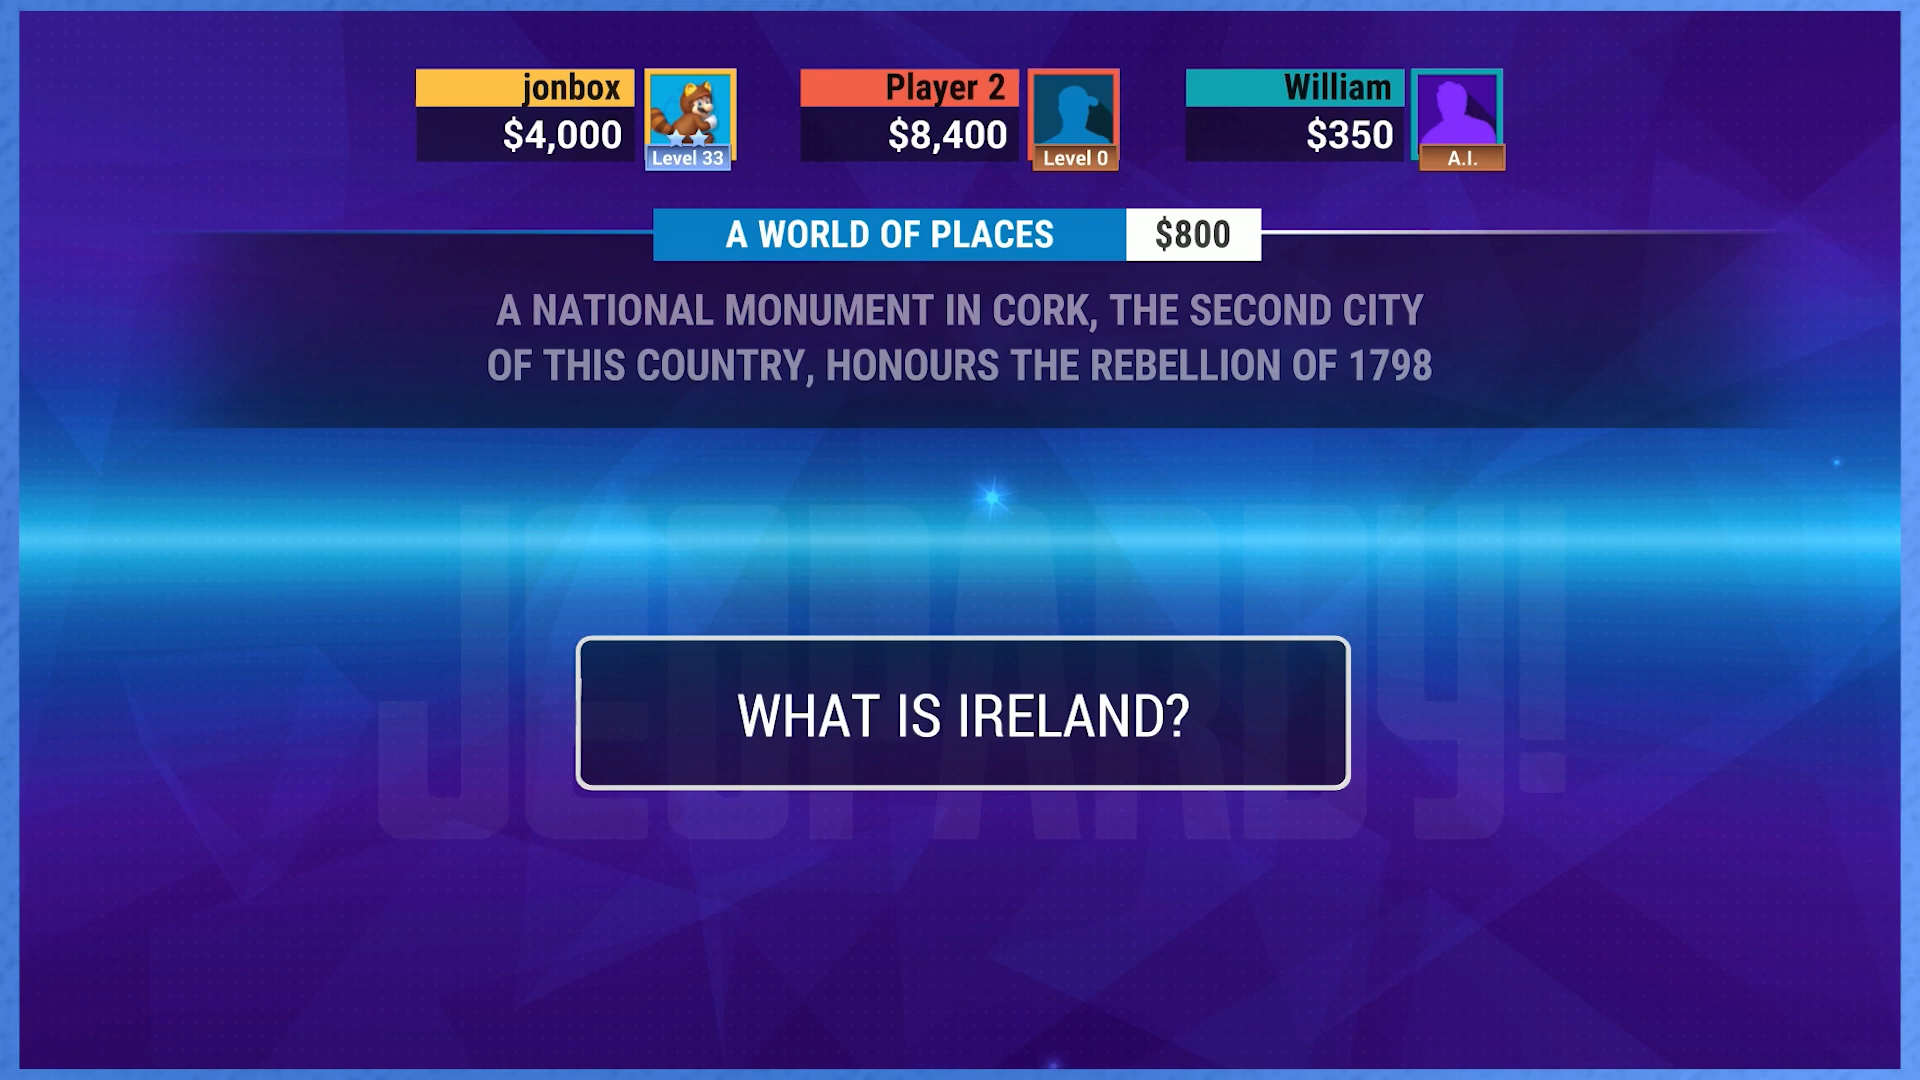 jonbox
$4,000
Level 33
Player 2
$8,400
Level 0
William
$350
A.I.
A WORLD OF PLACES
$800
A NATIONAL MONUMENT IN CORK, THE SECOND CITY
OF THIS COUNTRY, HONOURS THE REBELLION OF 1798
JEOPARDY!
WHAT IS IRELAND?